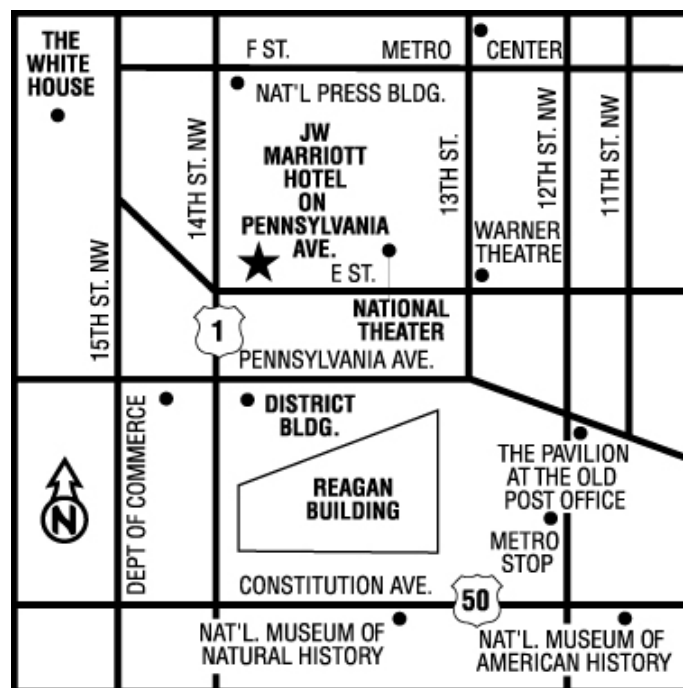 THE
WHITE
HOUSE
F ST.
METRO
CENTER
NAT'L PRESS BLDG.
14TH ST. NW
JW
MARRIOTT
HOTEL
ON
PENNSYLVANIA
AVE.
13TH ST.
12TH ST. NW
11TH ST. NW
WARNER
THEATRE
E ST.
15TH ST. NW
1
NATIONAL
THEATER
PENNSYLVANIA AVE.
DEPT OF COMMERCE
DISTRICT
BLDG.
REAGAN
BUILDING
THE PAVILION
AT THE OLD
POST OFFICE
METRO
STOP
N
CONSTITUTION AVE.
50
NAT'L. MUSEUM OF
NATURAL HISTORY
NAT'L. MUSEUM OF
AMERICAN HISTORY